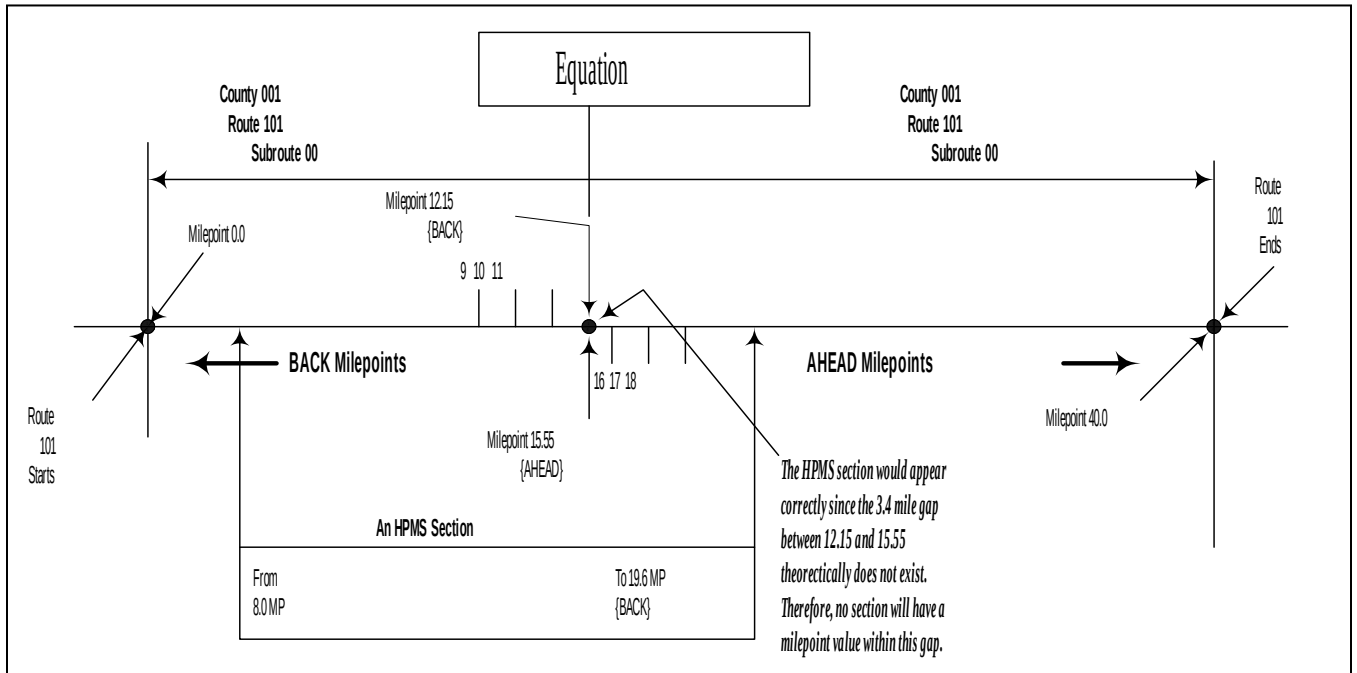 Equation
County 001
Route 101
Subroute 00
County 001
Route 101
Subroute 00
Milepoint 12.15
{BACK}
Milepoint 0.0
Route
101
Ends
9 10 11
BACK Milepoints
AHEAD Milepoints
16 17 18
Route
101
Starts
Milepoint 15.55
{AHEAD}
Milepoint 40.0
The HPMS section would appear
correctly since the 3.4 mile gap
between 12.15 and 15.55
theorectically does not exist.
Therefore, no section will have a
milepoint value within this gap.
An HPMS Section
From
8.0 MP
To 19.6 MP
{BACK}